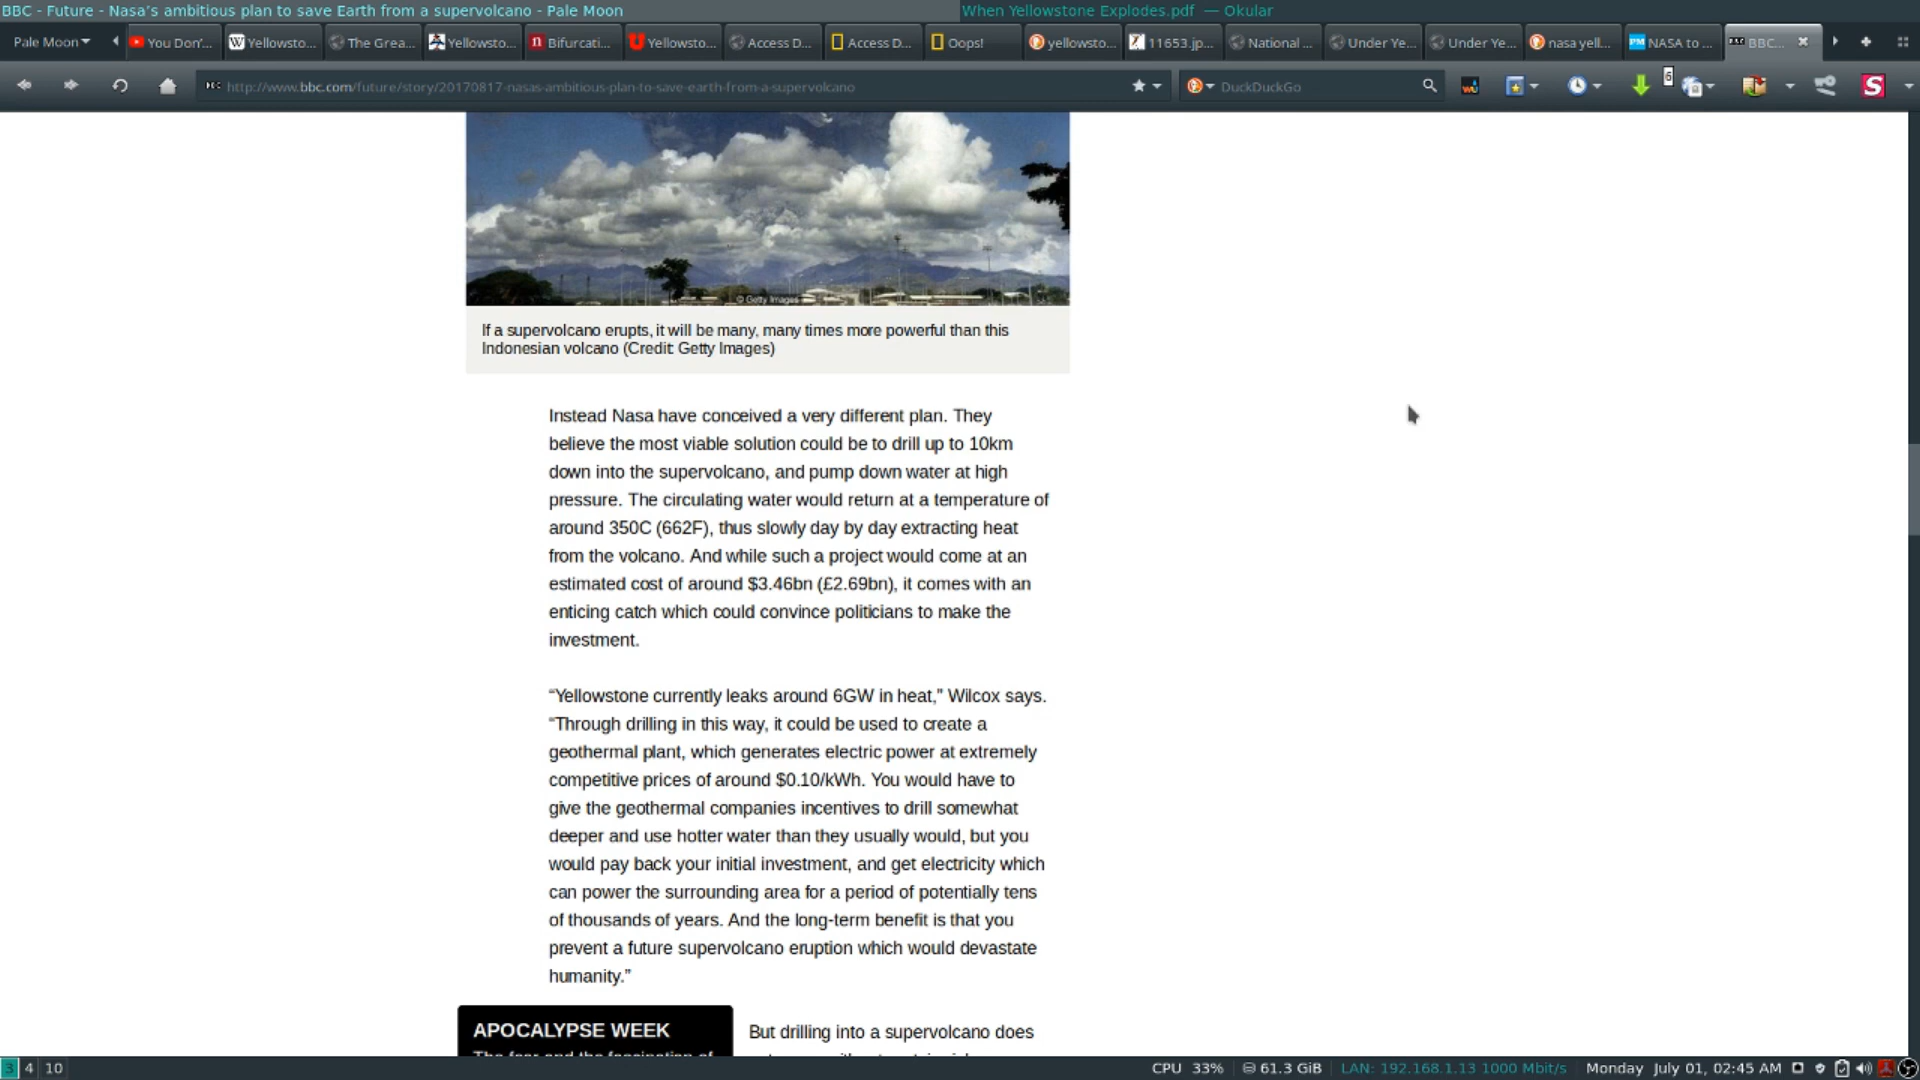 BBC - Future - Nasa's ambitious plan to save Earth from a supervolcano - Pale Moon
When Yellowstone Explodes.pdf — Okular
Pale Moon
You Don'...
Yellowsto...
The Grea...
Yellowsto...
Bifurcati...
Yellowsto...
Access D...
Access D...
Oops!
yellowsto...
11653.jp...
National ...
Under Ye...
Under Ye...
nasa yell...
NASA to ...
BBC...
http://www.bbc.com/future/story/20170817-nasas-ambitious-plan-to-save-earth-from-a-supervolcano
DuckDuckGo
6
© Getty Images
If a supervolcano erupts, it will be many, many times more powerful than this
Indonesian volcano (Credit: Getty Images)
Instead Nasa have conceived a very different plan. They
believe the most viable solution could be to drill up to 10km
down into the supervolcano, and pump down water at high
pressure. The circulating water would return at a temperature of
around 350C (662F), thus slowly day by day extracting heat
from the volcano. And while such a project would come at an
estimated cost of around $3.46bn (£2.69bn), it comes with an
enticing catch which could convince politicians to make the
investment.
“Yellowstone currently leaks around 6GW in heat,” Wilcox says.
“Through drilling in this way, it could be used to create a
geothermal plant, which generates electric power at extremely
competitive prices of around $0.10/kWh. You would have to
give the geothermal companies incentives to drill somewhat
deeper and use hotter water than they usually would, but you
would pay back your initial investment, and get electricity which
can power the surrounding area for a period of potentially tens
of thousands of years. And the long-term benefit is that you
prevent a future supervolcano eruption which would devastate
humanity.”
APOCALYPSE WEEK
The fear and the fascination of
But drilling into a supervolcano does
3 4 10
CPU 33% 61.3 GiB LAN: 192.168.1.13 1000 Mbit/s Monday July 01, 02:45 AM